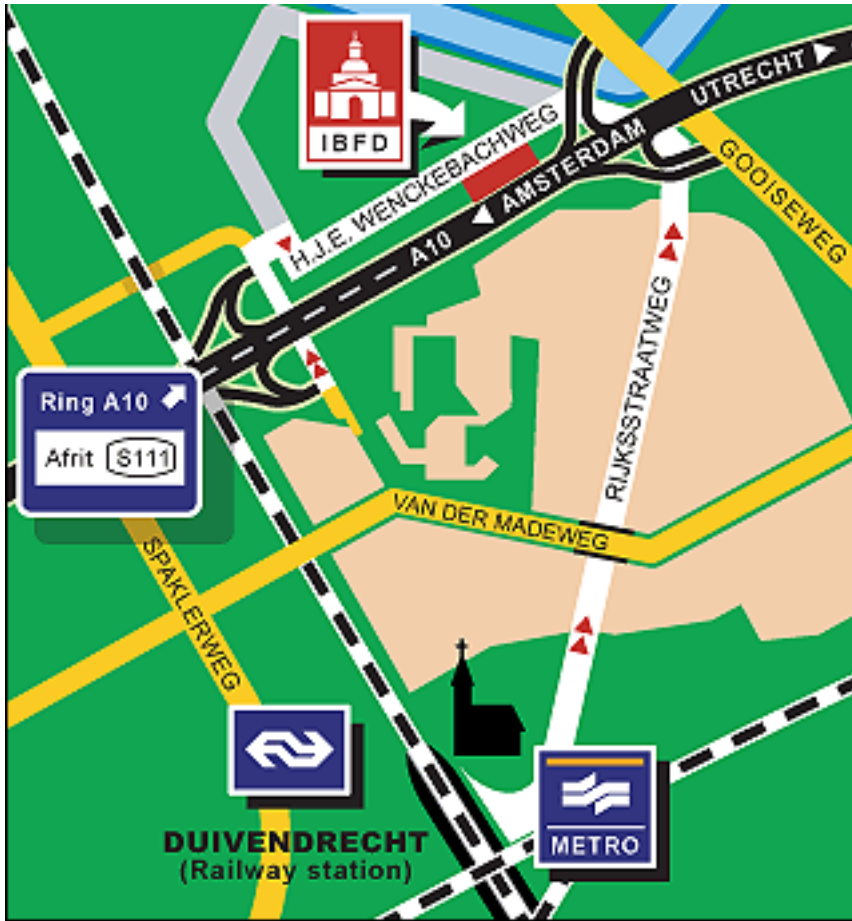 IBFD
H.J.E. WENCKEBACHWEG
UTRECHT
AMSTERDAM
A10
GOOISEWEG
Ring A10
Afrit S111
RIJKSSTRAATWEG
VAN DER MADEWEG
SPAKLERWEG
METRO
DUIVENDRECHT
(Railway station)